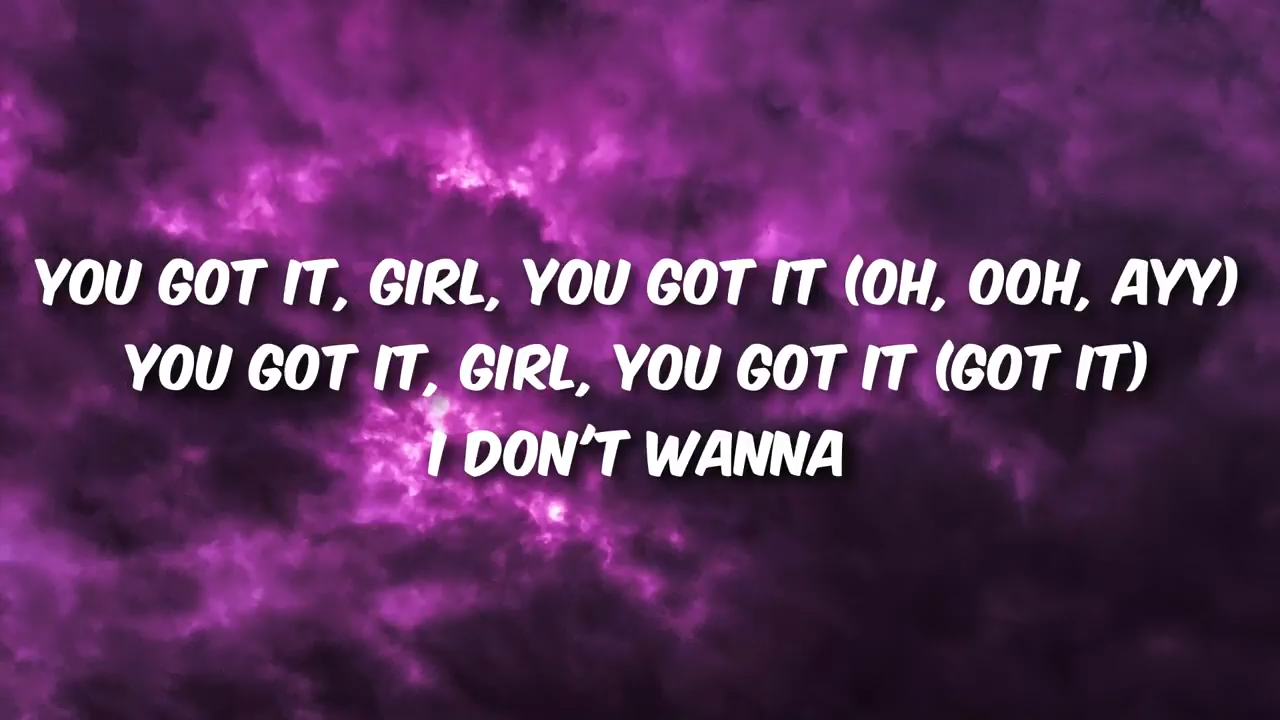 YOU GOT IT, GIRL, YOU GOT IT (OH, OOH, AYY)
YOU GOT IT, GIRL, YOU GOT IT (GOT IT)
I DON'T WANNA